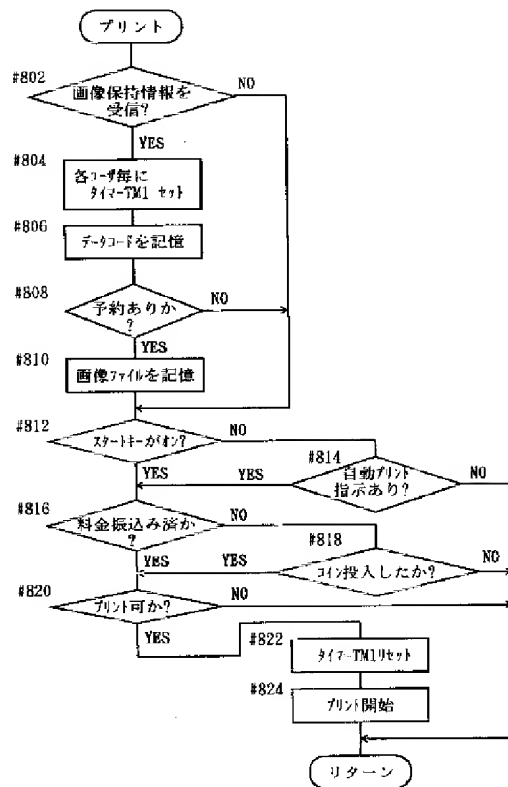 プリント
#802
画像保持情報を
受信?
NO
YES
#804
各ユーザ毎に
タイマーTM1 セット
#806
データコードを記憶
#808
予約ありか
?
NO
YES
#810
画像ファイルを記憶
#812
スタートキーがオン?
NO
YES
#814
自動プリント
指示あり?
YES
NO
#816
料金振込み済か
?
NO
YES
#818
コイン投入したか?
YES
NO
#820
プリント可か?
NO
YES
#822
タイマーTM1リセット
#824
プリント開始
リターン